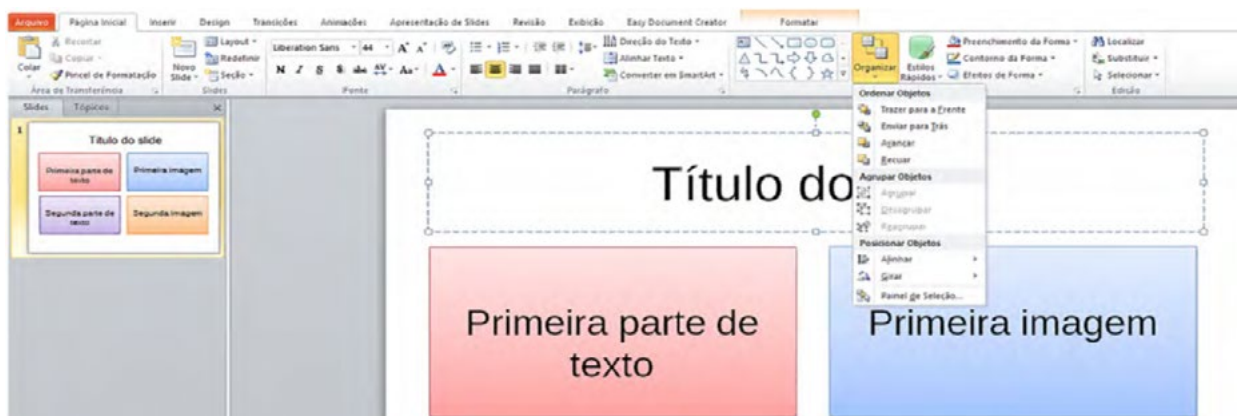 Arquivo Página Inicial Inserir Design Transições Animações Apresentação de Slides Revisão Exibição Easy Document Creator Formatar
Colar
Recortar
Copiar
Pincel de Formatação
Área de Transferência
Novo Slide
Layout
Redefinir
Seção
Slides
Liberation Sans 44
N I S S abc AV Aa A
Fonte
Direção do Texto
Alinhar Texto
Converter em SmartArt
Parágrafo
Organizar
Estilos Rápidos
Preenchimento da Forma
Contorno da Forma
Efeitos de Forma
Localizar
Substituir
Selecionar
Edição
Slides Tópicos
1
Título do slide
Primeira parte de
texto
Primeira imagem
Segunda parte de
texto
Segunda imagem
Ordenar Objetos
Trazer para a Frente
Enviar para Trás
Avançar
Recuar
Agrupar Objetos
Agrupar
Desagrupar
Reagrupar
Posicionar Objetos
Alinhar
Girar
Painel de Seleção...
Título do
Primeira parte de
texto
Primeira imagem